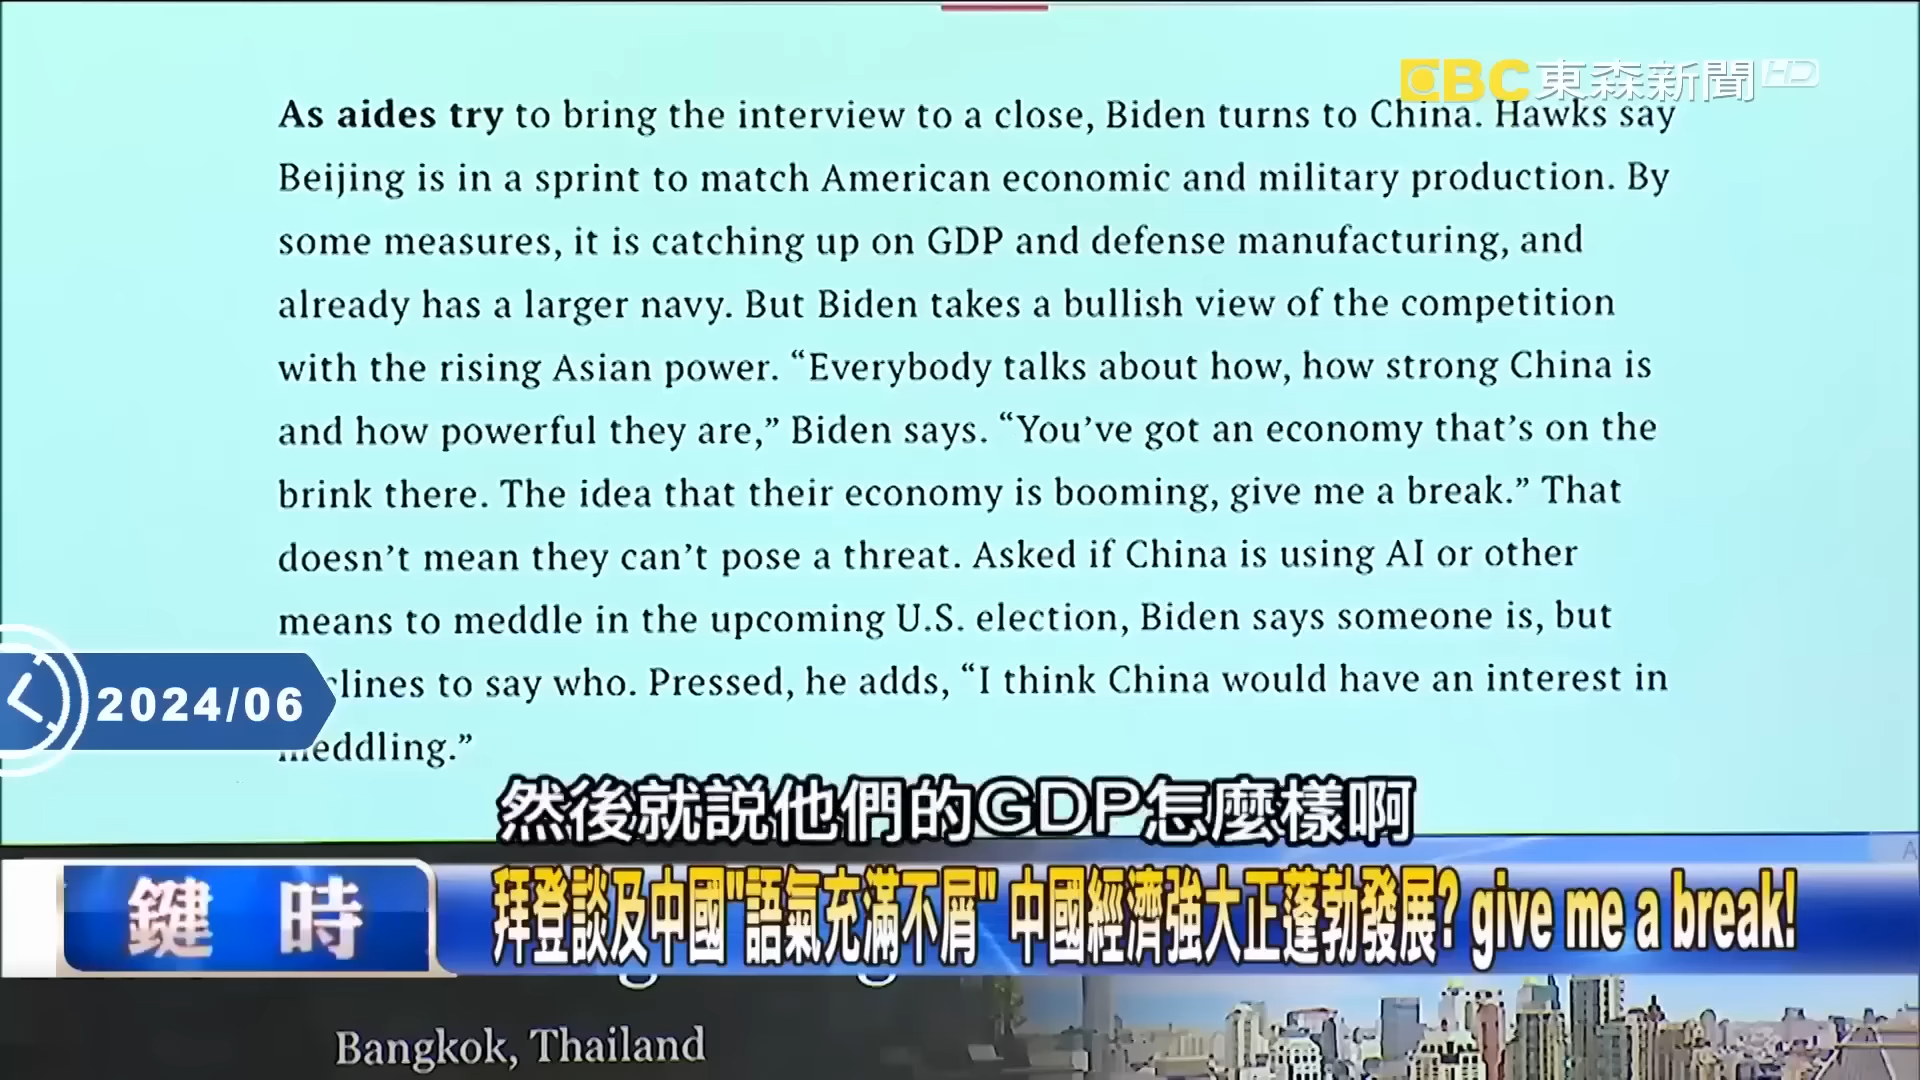 EBC 東森新聞 HD
As aides try to bring the interview to a close, Biden turns to China. Hawks say
Beijing is in a sprint to match American economic and military production. By
some measures, it is catching up on GDP and defense manufacturing, and
already has a larger navy. But Biden takes a bullish view of the competition
with the rising Asian power. “Everybody talks about how, how strong China is
and how powerful they are,” Biden says. “You’ve got an economy that’s on the
brink there. The idea that their economy is booming, give me a break.” That
doesn’t mean they can’t pose a threat. Asked if China is using AI or other
means to meddle in the upcoming U.S. election, Biden says someone is, but
lines to say who. Pressed, he adds, “I think China would have an interest in
2024/06
eddling.”
然後就説他們的GDP怎麼樣啊
鍵 時
拜登談及中國"語氣充滿不屑" 中國經濟強大正蓬勃發展? give me a break!
Bangkok, Thailand